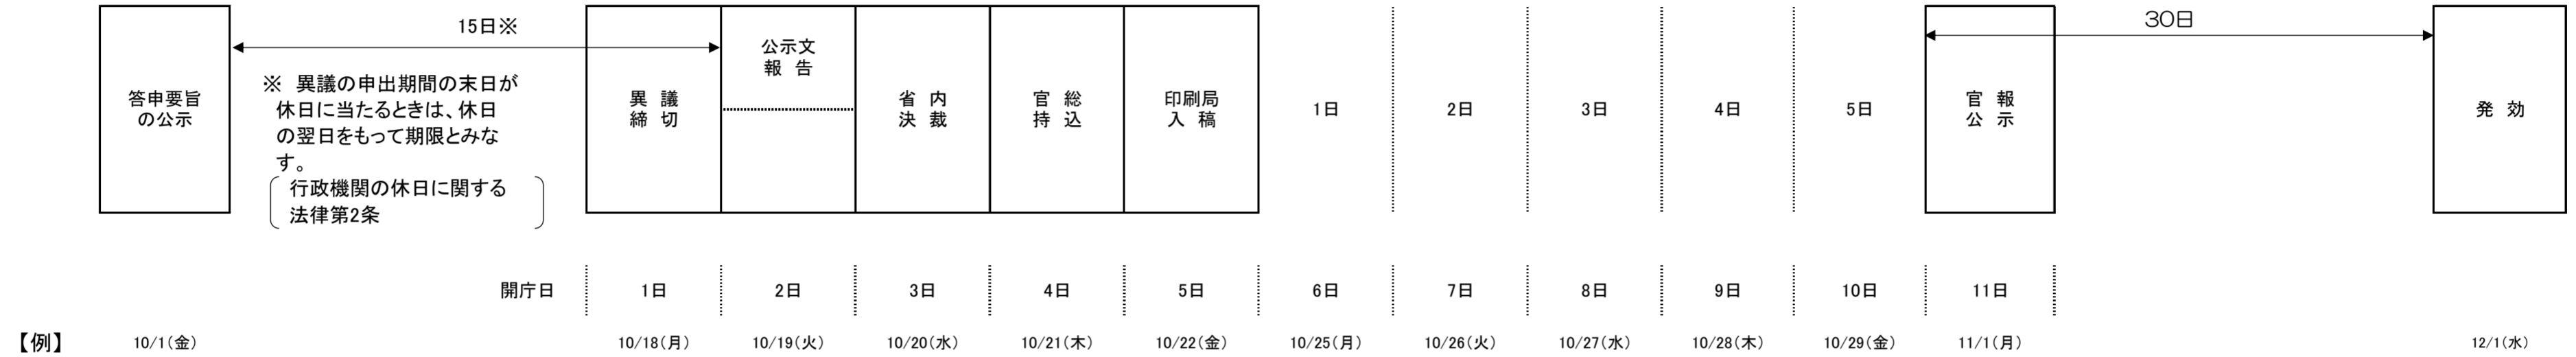 答申要旨
の公示
15日※
※　異議の申出期間の末日が
休日に当たるときは、休日
の翌日をもって期限とみな
す。
行政機関の休日に関する
法律第2条
異　議
締　切
公示文
報　告
省　内
決　裁
官　総
持　込
印刷局
入　稿
1日
2日
3日
4日
5日
官　報
公　示
30日
発　効
開庁日
1日
2日
3日
4日
5日
6日
7日
8日
9日
10日
11日
【例】
10/1(金)
10/18(月)
10/19(火)
10/20(水)
10/21(木)
10/22(金)
10/25(月)
10/26(火)
10/27(水)
10/28(木)
10/29(金)
11/1(月)
12/1(水)